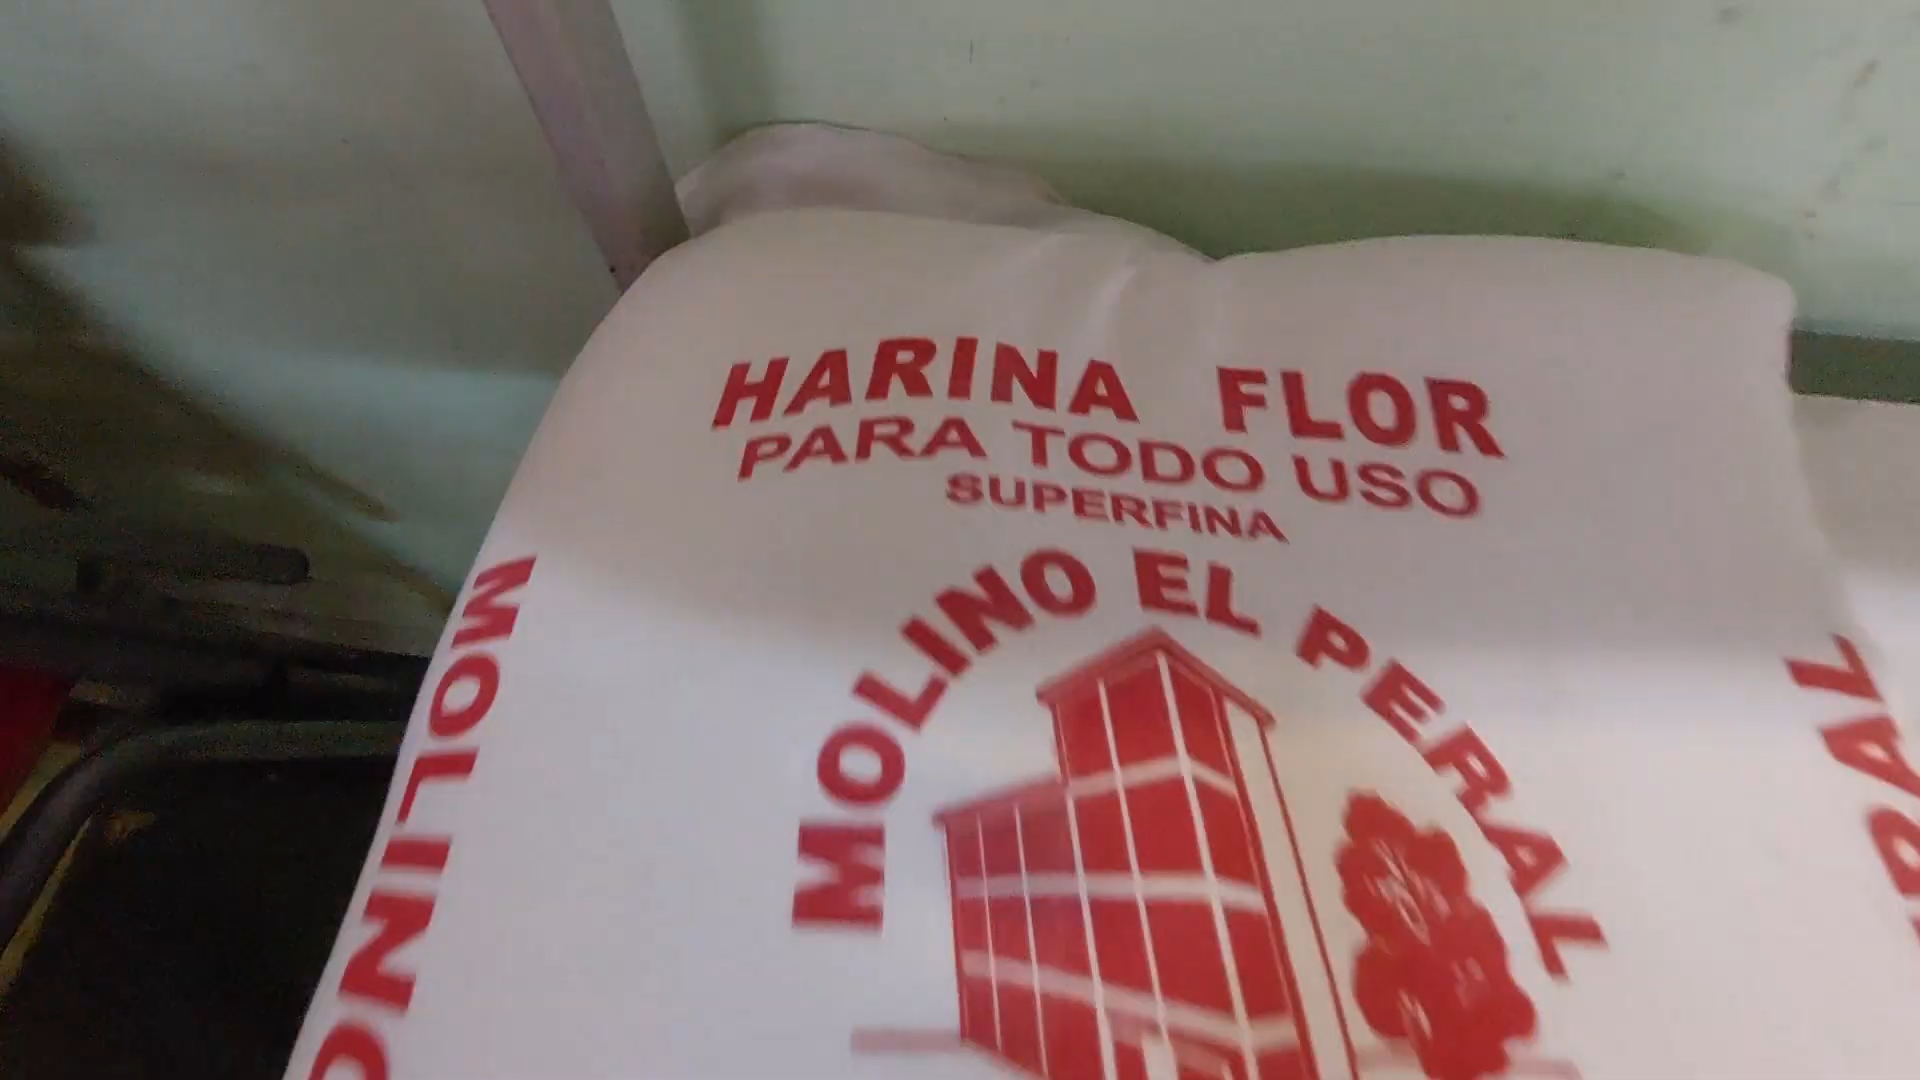 HARINA FLOR
PARA TODO USO
SUPERFINA
MOLINO EL PERAL
MOLINO